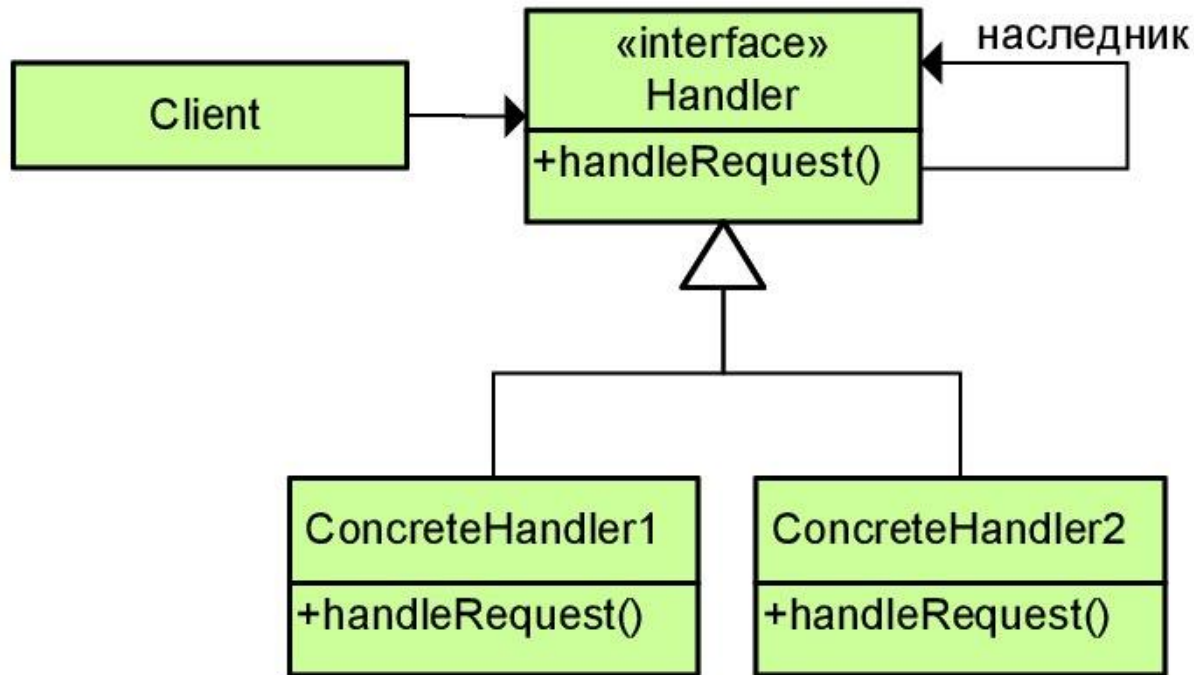 Client
«interface»
Handler
+handleRequest()
наследник
ConcreteHandler1
+handleRequest()
ConcreteHandler2
+handleRequest()